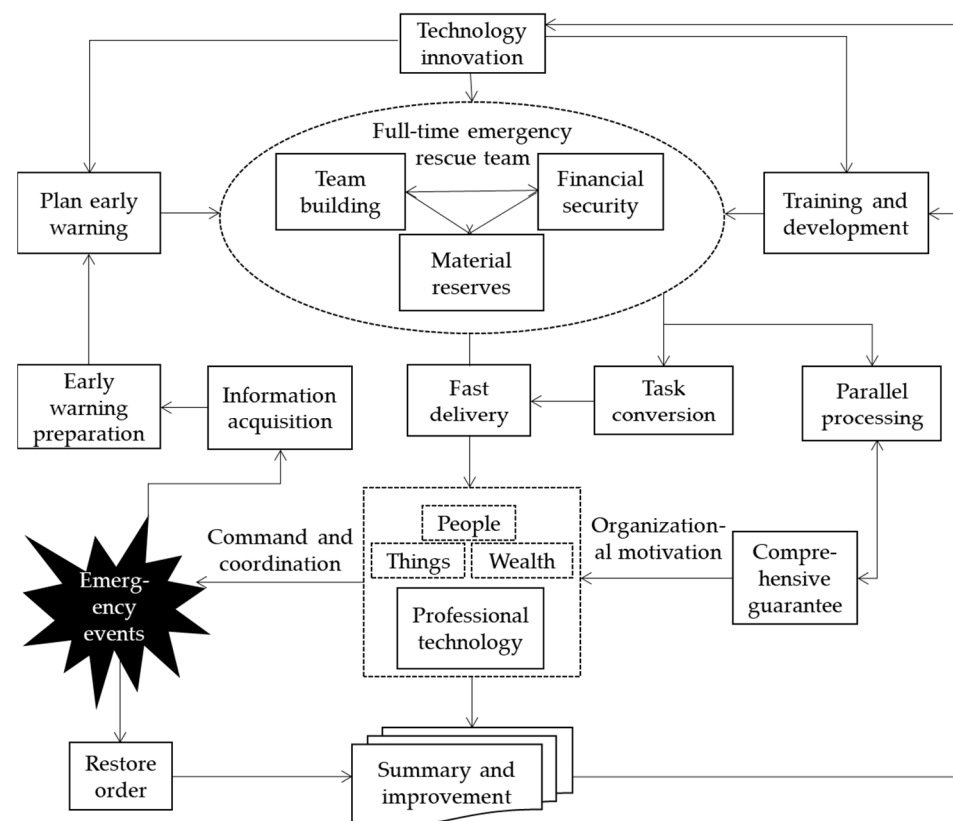 Technology
innovation
Full-time emergency
rescue team
Team
building
Financial
security
Material
reserves
Plan early
warning
Training and
development
Early
warning
preparation
Information
acquisition
Fast
delivery
Task
conversion
Parallel
processing
People
Things
Wealth
Professional
technology
Command and
coordination
Organization-
al motivation
Compre-
hensive
guarantee
Emerg-
ency
events
Restore
order
Summary and
improvement